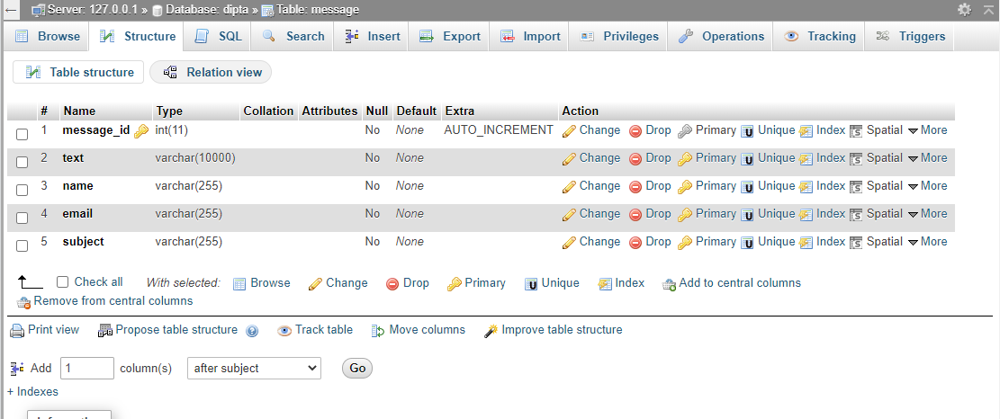 Server: 127.0.0.1 » Database: dipta » Table: message
Browse Structure SQL Search Insert Export Import Privileges Operations Tracking Triggers
Table structure Relation view
# Name Type Collation Attributes Null Default Extra Action
1 message_id int(11) No None AUTO_INCREMENT Change Drop Primary Unique Index Spatial More
2 text varchar(10000) No None Change Drop Primary Unique Index Spatial More
3 name varchar(255) No None Change Drop Primary Unique Index Spatial More
4 email varchar(255) No None Change Drop Primary Unique Index Spatial More
5 subject varchar(255) No None Change Drop Primary Unique Index Spatial More
Check all With selected: Browse Change Drop Primary Unique Index Add to central columns
Remove from central columns
Print view Propose table structure Track table Move columns Improve table structure
Add 1 column(s) after subject Go
+ Indexes